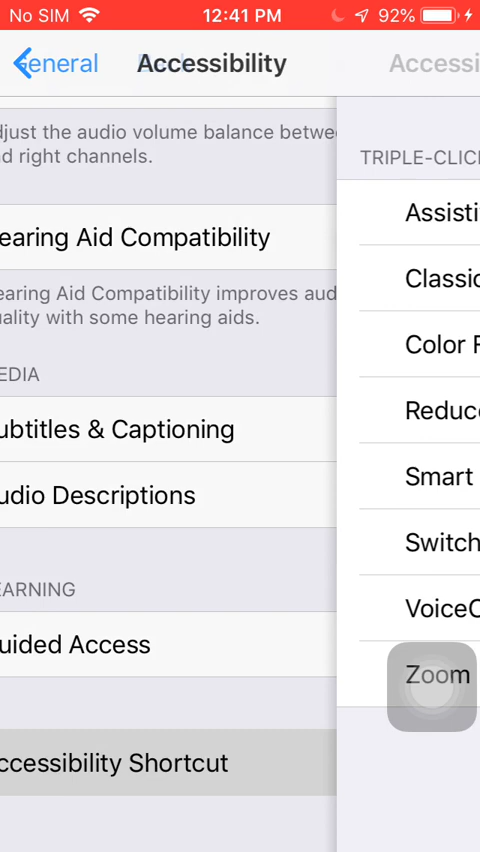 No SIM 12:41 PM 92%
General Accessibility Accessi
djust the audio volume balance betwe
d right channels.
earing Aid Compatibility
earing Aid Compatibility improves aud
uality with some hearing aids.
EDIA
ubtitles & Captioning
udio Descriptions
EARNING
uided Access
ccessibility Shortcut
TRIPLE-CLIC
Assisti
Classic
Color F
Reduc
Smart
Switch
VoiceO
Zoom